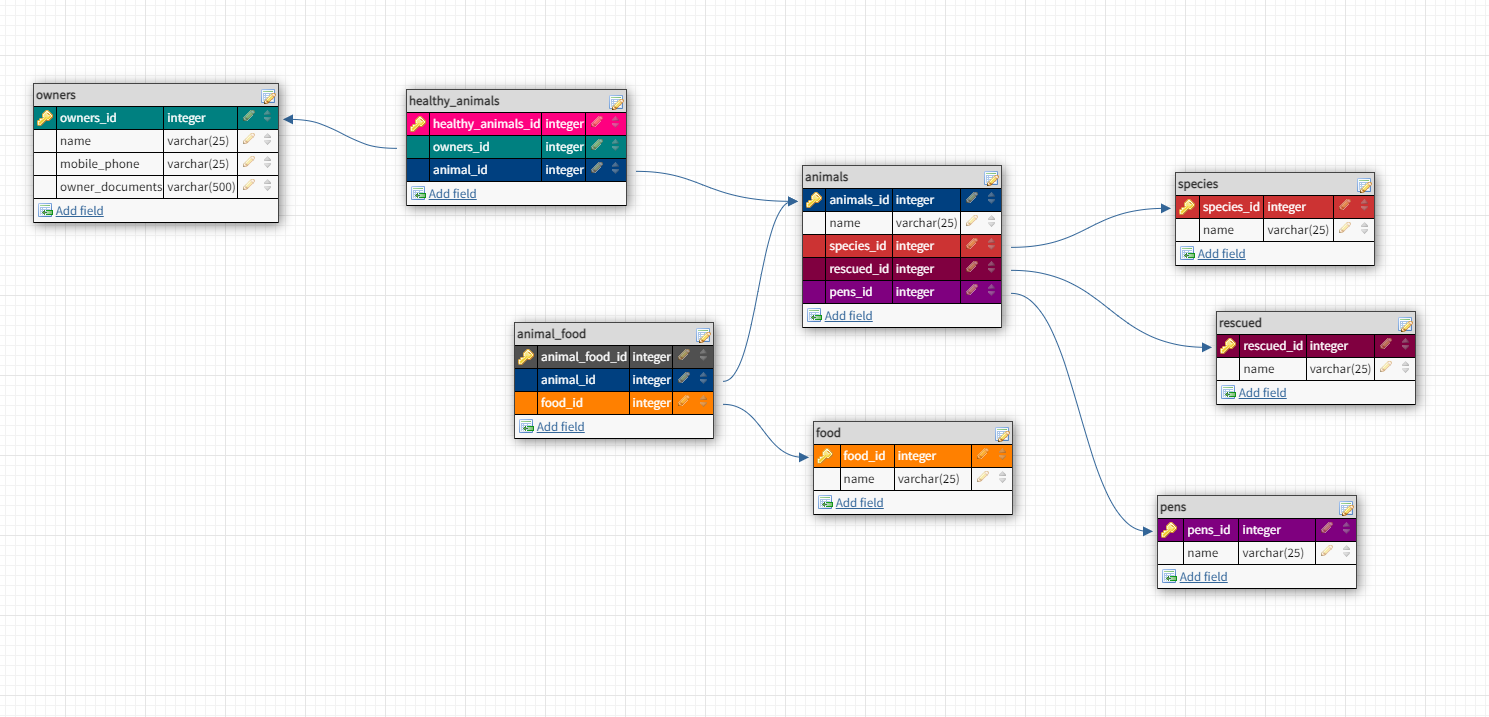 owners
owners_id integer
name varchar(25)
mobile_phone varchar(25)
owner_documents varchar(500)
Add field
healthy_animals
healthy_animals_id integer
owners_id integer
animal_id integer
Add field
animals
animals_id integer
name varchar(25)
species_id integer
rescued_id integer
pens_id integer
Add field
species
species_id integer
name varchar(25)
Add field
rescued
rescued_id integer
name varchar(25)
Add field
animal_food
animal_food_id integer
animal_id integer
food_id integer
Add field
food
food_id integer
name varchar(25)
Add field
pens
pens_id integer
name varchar(25)
Add field